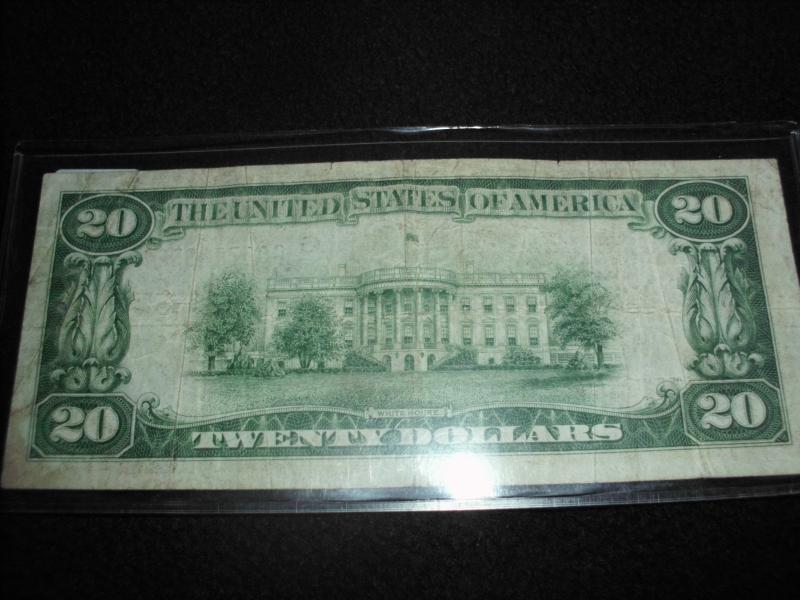 20 THE UNITED STATES OF AMERICA 20
WHITE HOUSE
20 TWENTY DOLLARS 20